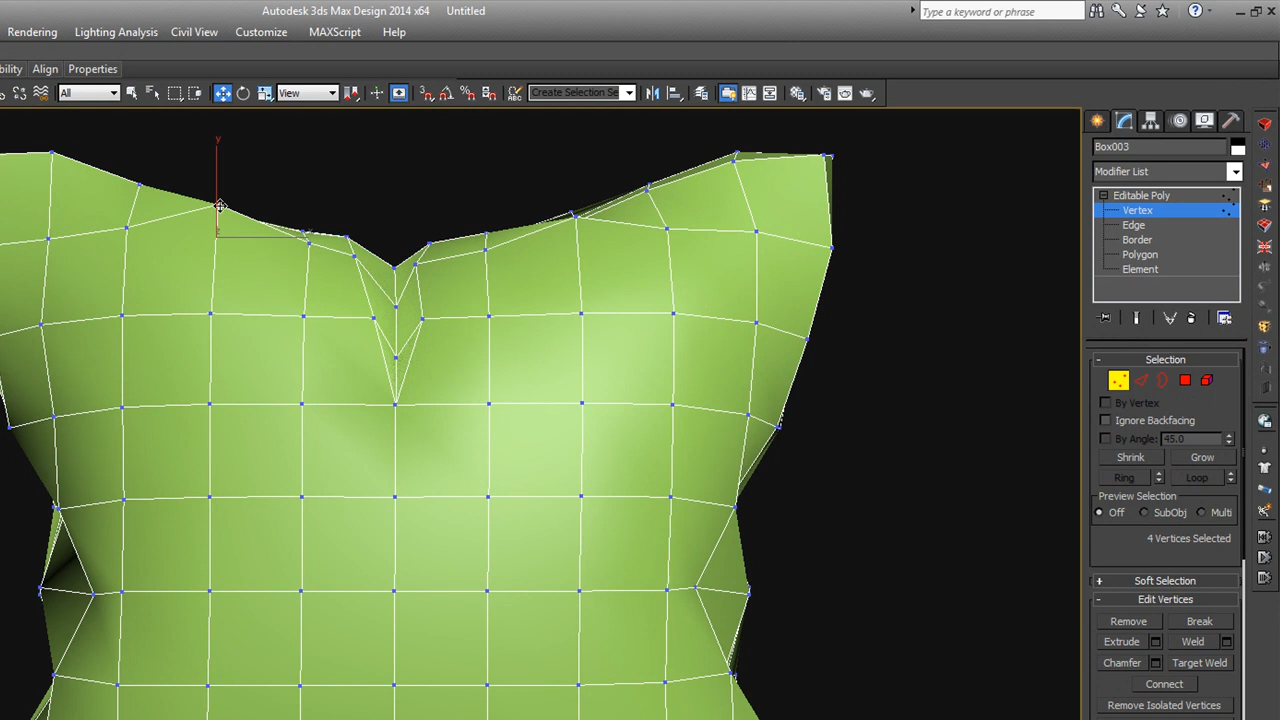 Autodesk 3ds Max Design 2014 x64 Untitled
Type a keyword or phrase
Rendering Lighting Analysis Civil View Customize MAXScript Help
bility Align Properties
All View Create Selection Se
y
Box003
Modifier List
Editable Poly
Vertex
Edge
Border
Polygon
Element
- Selection
By Vertex
Ignore Backfacing
By Angle: 45.0
Shrink Grow
Ring Loop
Preview Selection
Off SubObj Multi
4 Vertices Selected
+ Soft Selection
- Edit Vertices
Remove Break
Extrude Weld
Chamfer Target Weld
Connect
Remove Isolated Vertices